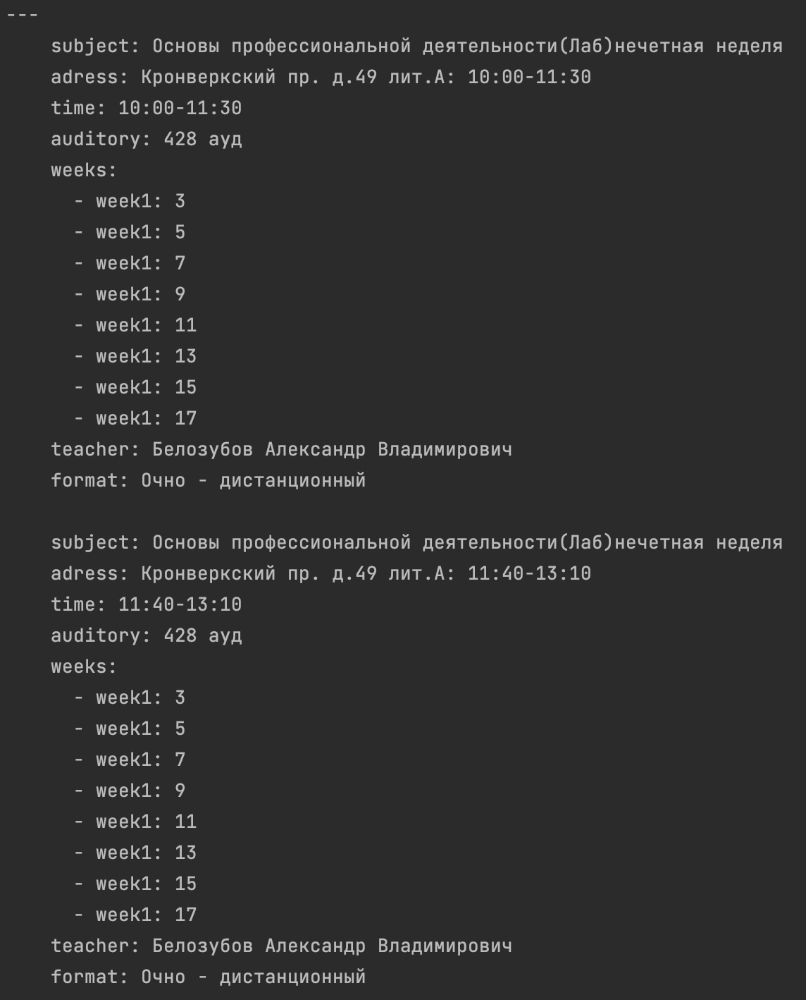 ---
subject: Основы профессиональной деятельности(Лаб)нечетная неделя
adress: Кронверкский пр. д.49 лит.А: 10:00-11:30
time: 10:00-11:30
auditory: 428 ауд
weeks:
- week1: 3
- week1: 5
- week1: 7
- week1: 9
- week1: 11
- week1: 13
- week1: 15
- week1: 17
teacher: Белозубов Александр Владимирович
format: Очно - дистанционный
subject: Основы профессиональной деятельности(Лаб)нечетная неделя
adress: Кронверкский пр. д.49 лит.А: 11:40-13:10
time: 11:40-13:10
auditory: 428 ауд
weeks:
- week1: 3
- week1: 5
- week1: 7
- week1: 9
- week1: 11
- week1: 13
- week1: 15
- week1: 17
teacher: Белозубов Александр Владимирович
format: Очно - дистанционный